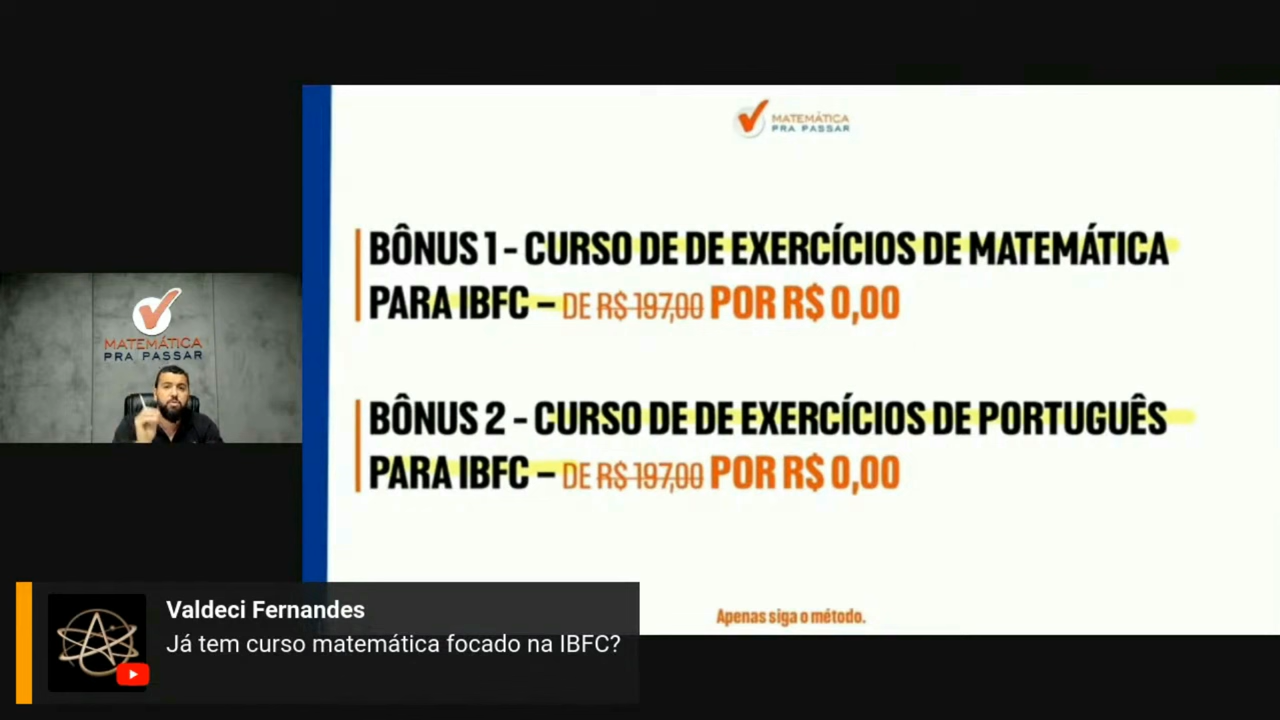 MATEMÁTICA
PRA PASSAR
BÔNUS 1 - CURSO DE DE EXERCÍCIOS DE MATEMÁTICA
PARA IBFC – DE R$ 197,00 POR R$ 0,00
BÔNUS 2 - CURSO DE DE EXERCÍCIOS DE PORTUGUÊS
PARA IBFC – DE R$ 197,00 POR R$ 0,00
Apenas siga o método.
MATEMÁTICA
PRA PASSAR
Valdeci Fernandes
Já tem curso matemática focado na IBFC?